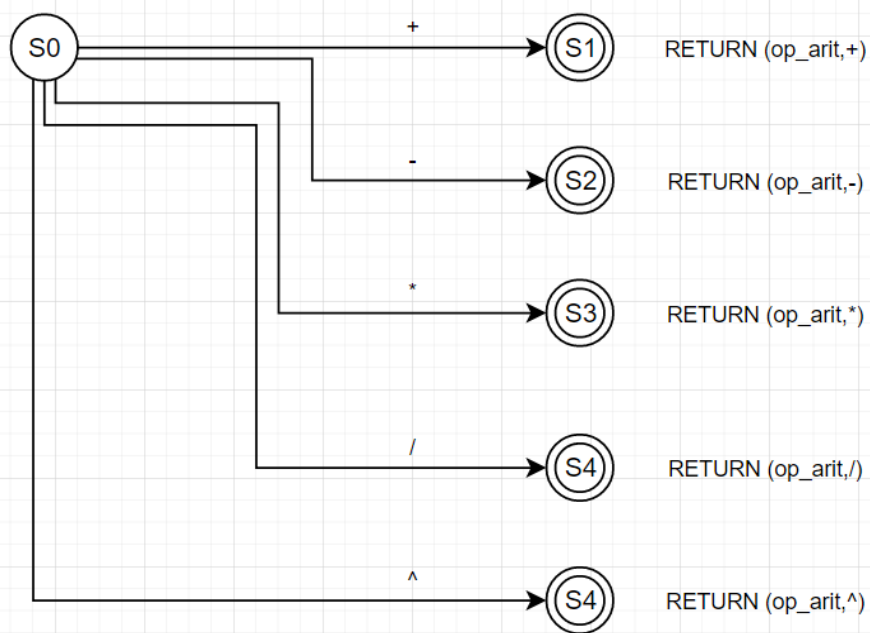 S0 + S1 RETURN (op_arit,+)
- S2 RETURN (op_arit,-)
* S3 RETURN (op_arit,*)
/ S4 RETURN (op_arit,/)
^ S4 RETURN (op_arit,^)